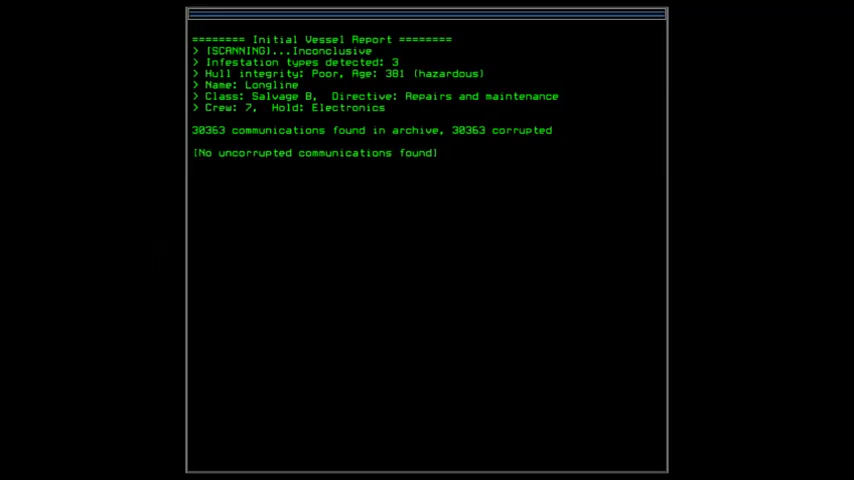 ======== Initial Vessel Report ========
> [SCANNING]...Inconclusive
> Infestation types detected: 3
> Hull integrity: Poor, Age: 381 (hazardous)
> Name: Longline
> Class: Salvage B,  Directive: Repairs and maintenance
> Crew: 7,  Hold: Electronics
30363 communications found in archive, 30363 corrupted
[No uncorrupted communications found]